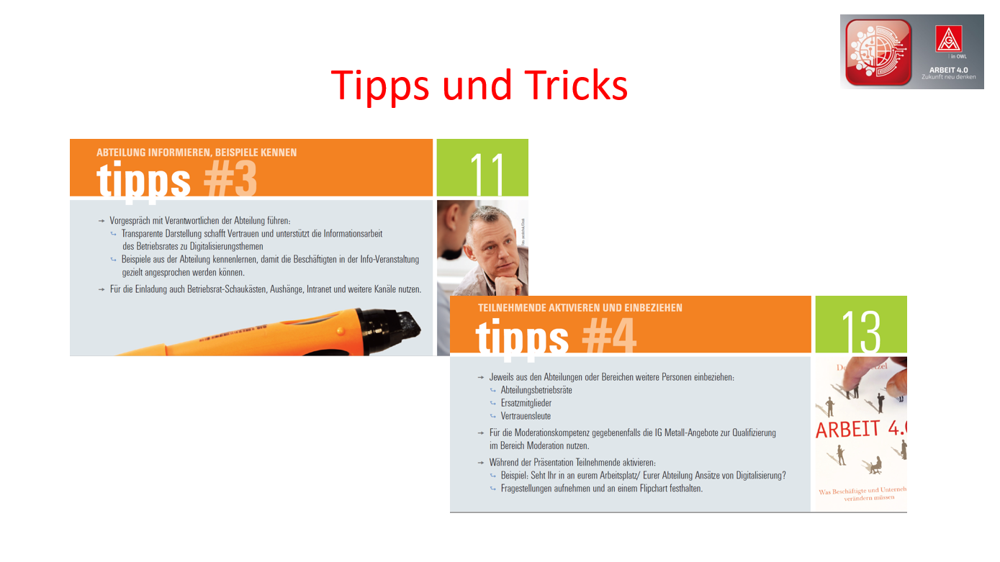 IGM
in OWL
ARBEIT 4.0
Zukunft neu denken
Tipps und Tricks
ABTEILUNG INFORMIEREN, BEISPIELE KENNEN
tipps #3
11
→ Vorgespräch mit Verantwortlichen der Abteilung führen:
↳ Transparente Darstellung schafft Vertrauen und unterstützt die Informationsarbeit
des Betriebsrates zu Digitalisierungsthemen
↳ Beispiele aus der Abteilung kennenlernen, damit die Beschäftigten in der Info-Veranstaltung
gezielt angesprochen werden können.
→ Für die Einladung auch Betriebsrat-Schaukästen, Aushänge, Intranet und weitere Kanäle nutzen.
TEILNEHMENDE AKTIVIEREN UND EINBEZIEHEN
tipps #4
13
→ Jeweils aus den Abteilungen oder Bereichen weitere Personen einbeziehen:
↳ Abteilungsbetriebsräte
↳ Ersatzmitglieder
↳ Vertrauensleute
→ Für die Moderationskompetenz gegebenenfalls die IG Metall-Angebote zur Qualifizierung
im Bereich Moderation nutzen.
→ Während der Präsentation Teilnehmende aktivieren:
↳ Beispiel: Seht Ihr in an eurem Arbeitsplatz/ Eurer Abteilung Ansätze von Digitalisierung?
↳ Fragestellungen aufnehmen und an einem Flipchart festhalten.
ARBEIT 4.0
Was Beschäftigte und Unterneh
verändern müssen